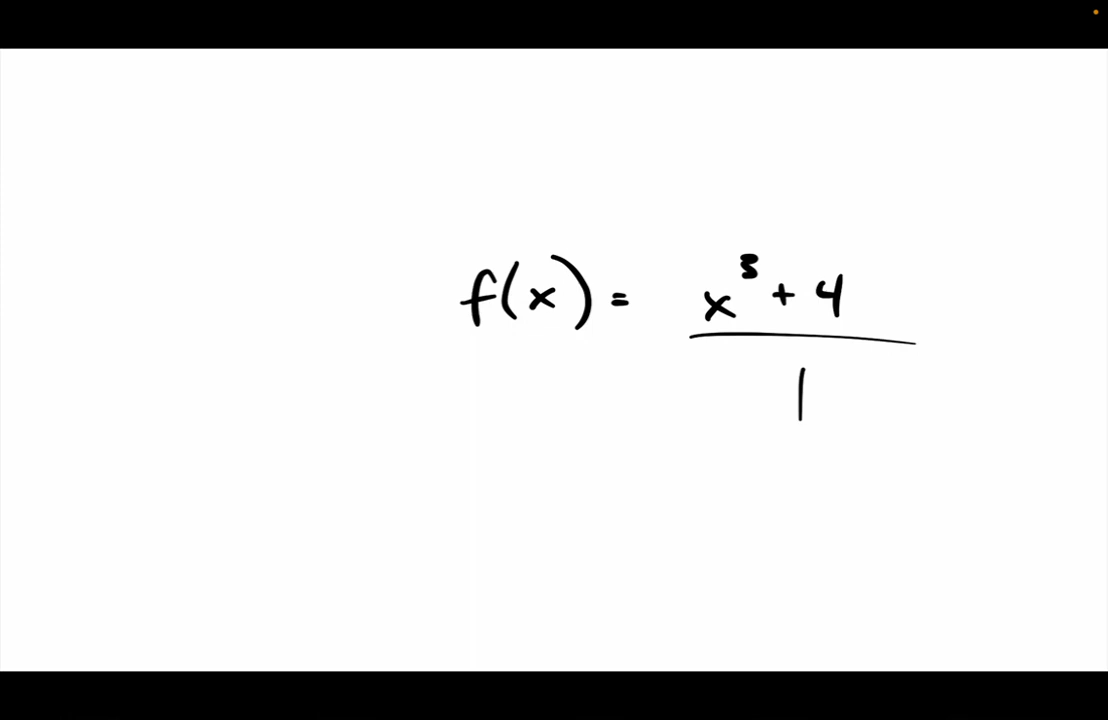 f(x) = x³ + 4
1